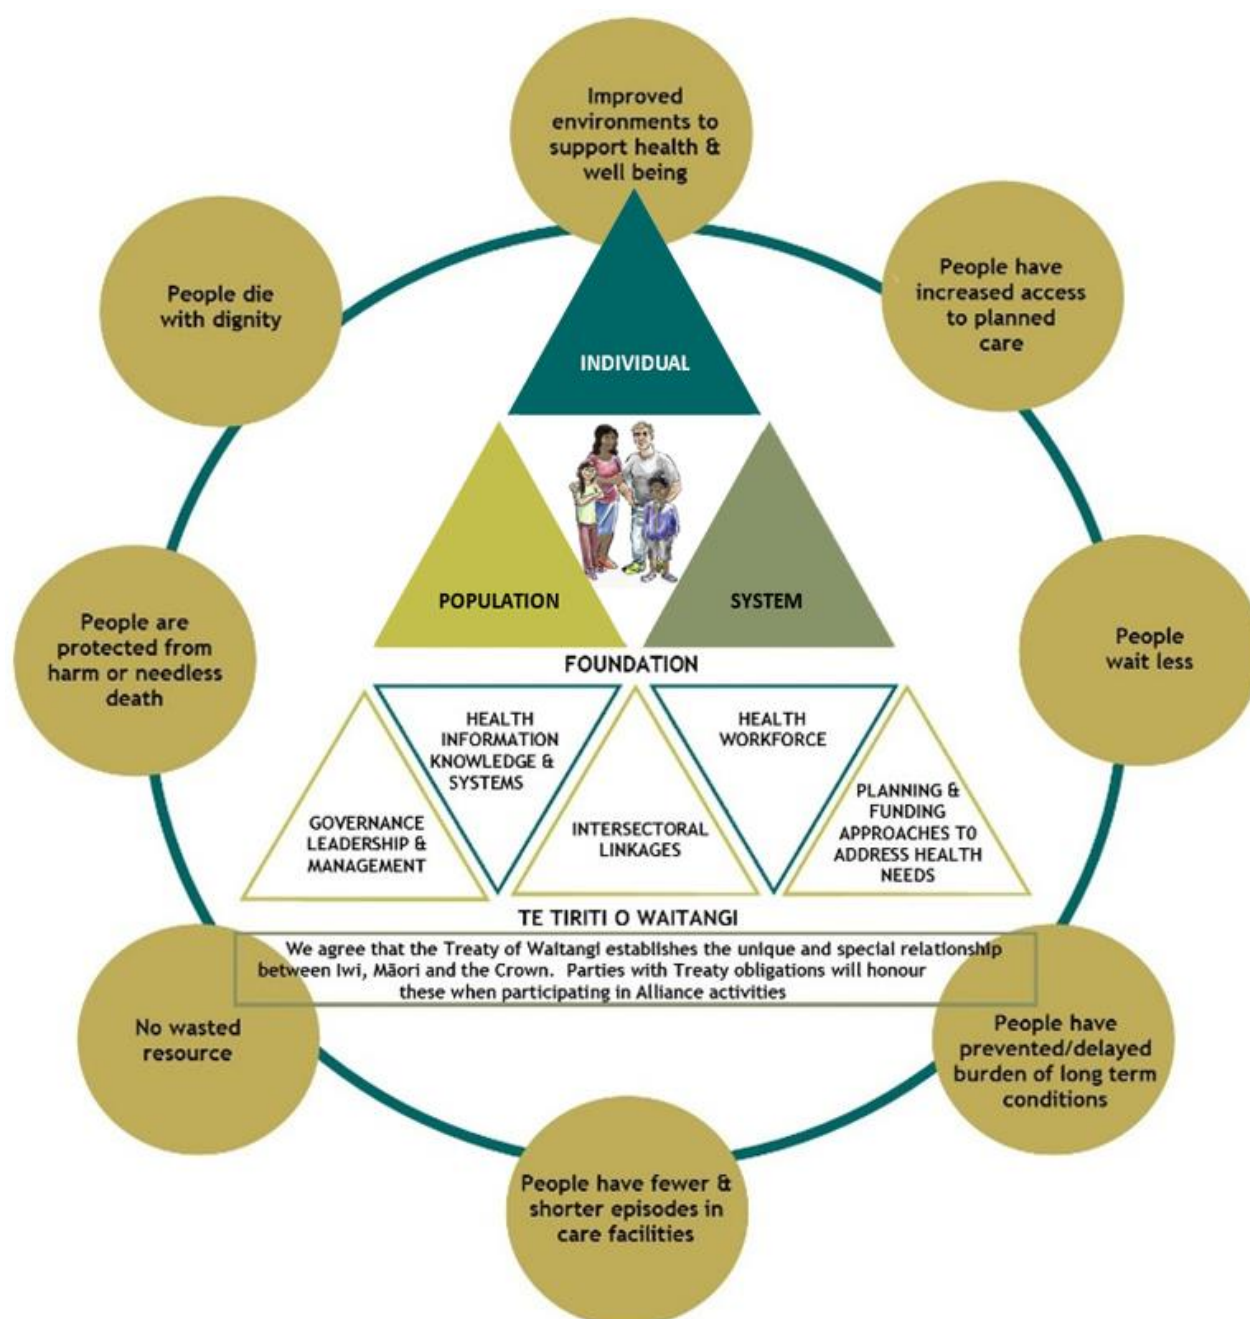 Improved
environments to
support health &
well being
People have
increased access
to planned
care
People die
with dignity
INDIVIDUAL
POPULATION
SYSTEM
People are
protected from
harm or needless
death
People
wait less
FOUNDATION
HEALTH
INFORMATION
KNOWLEDGE &
SYSTEMS
HEALTH
WORKFORCE
GOVERNANCE
LEADERSHIP &
MANAGEMENT
INTERSECTORAL
LINKAGES
PLANNING &
FUNDING
APPROACHES TO
ADDRESS HEALTH
NEEDS
TE TIRITI O WAITANGI
We agree that the Treaty of Waitangi establishes the unique and special relationship
between Iwi, Māori and the Crown. Parties with Treaty obligations will honour
these when participating in Alliance activities
No wasted
resource
People have
prevented/delayed
burden of long term
conditions
People have fewer &
shorter episodes in
care facilities